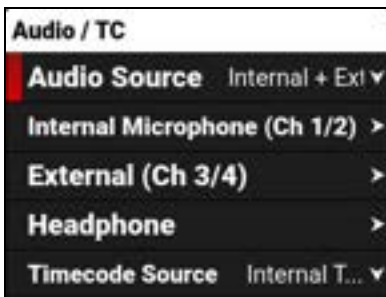 Audio / TC
Audio Source Internal + Ext
Internal Microphone (Ch 1/2)
External (Ch 3/4)
Headphone
Timecode Source Internal T...